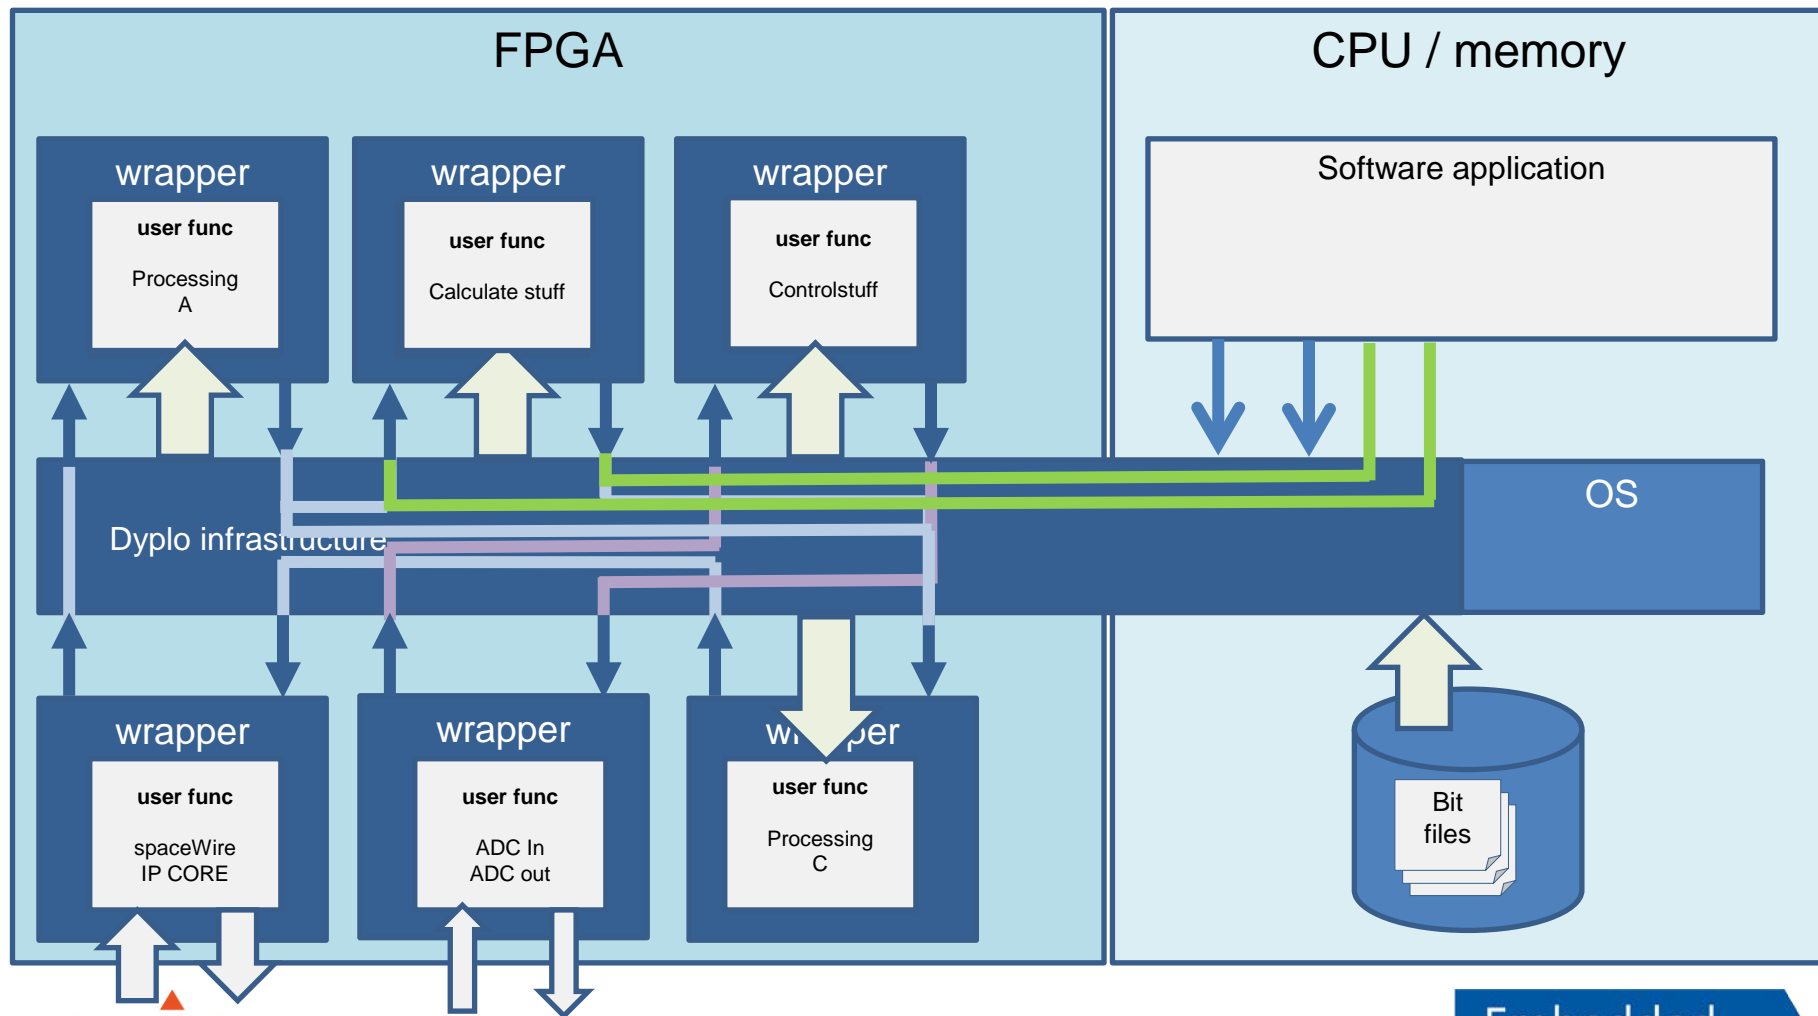 FPGA
CPU / memory
wrapper
user func
Processing
A
wrapper
user func
Calculate stuff
wrapper
user func
Controlstuff
Software application
Dyplo infrastructure
OS
wrapper
user func
spaceWire
IP CORE
wrapper
user func
ADC In
ADC out
user func
Processing
C
Bit
files